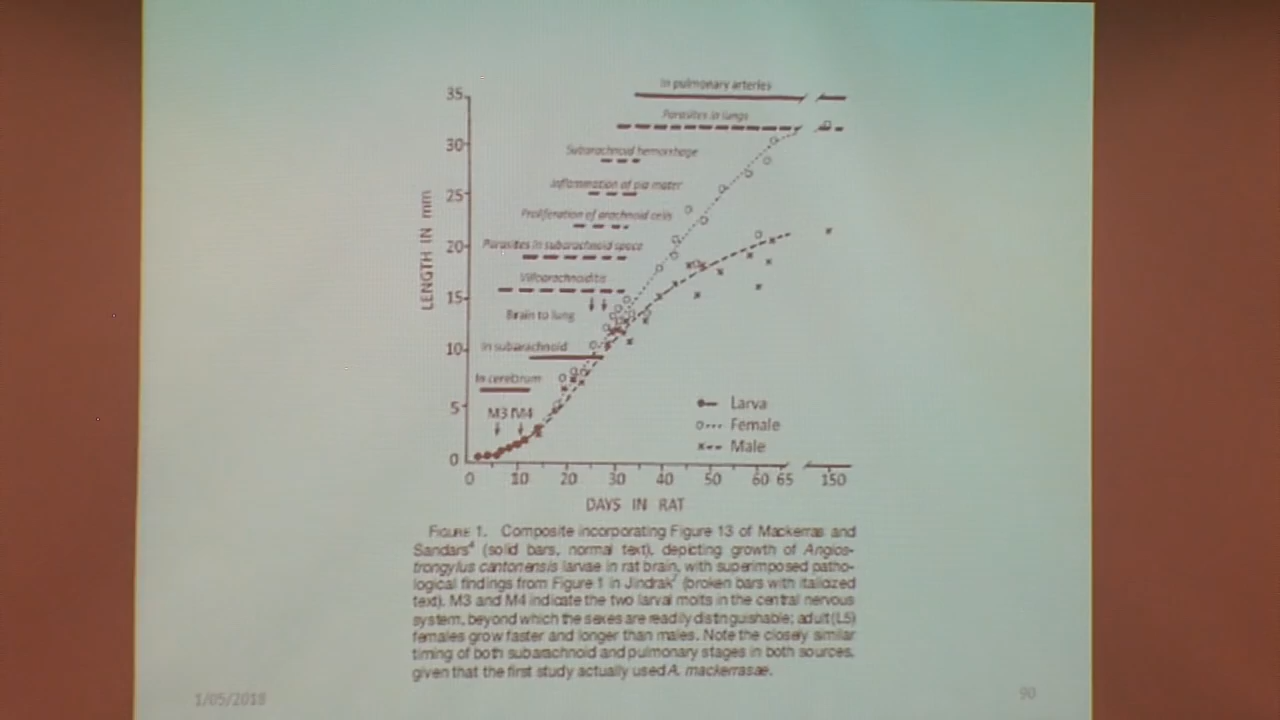 In pulmonary arteries
35
Parasites in lungs
30
Subarachnoid hemorrhage
Inflammation of pia mater
25
Proliferation of arachnoid cells
20
Parasites in subarachnoid space
Villoarachnoiditis
15
Brain to lung
In subarachnoid
10
In cerebrum
5
M3 M4
0
LENGTH IN mm
Larva
Female
Male
0 10 20 30 40 50 60 65 150
DAYS IN RAT
FIGURE 1. Composite incorporating Figure 13 of Mackerras and
Sandars⁴ (solid bars, normal text), depicting growth of Angios-
trongylus cantonensis larvae in rat brain, with superimposed patho-
logical findings from Figure 1 in Jindrak⁷ (broken bars with italicized
text). M3 and M4 indicate the two larval molts in the central nervous
system, beyond which the sexes are readily distinguishable; adult (L5)
females grow faster and longer than males. Note the closely similar
timing of both subarachnoid and pulmonary stages in both sources,
given that the first study actually used A. mackerrasae.
1/05/2018
90